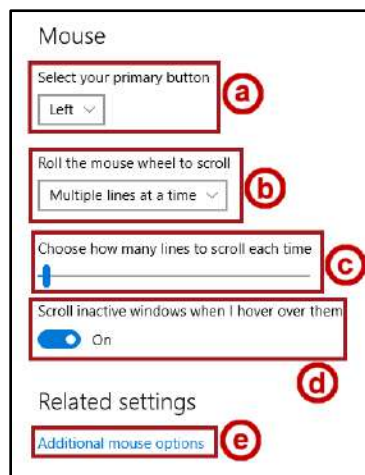 Mouse
Select your primary button
a
Left
Roll the mouse wheel to scroll
b
Multiple lines at a time
Choose how many lines to scroll each time
c
Scroll inactive windows when I hover over them
On
d
Related settings
Additional mouse options
e